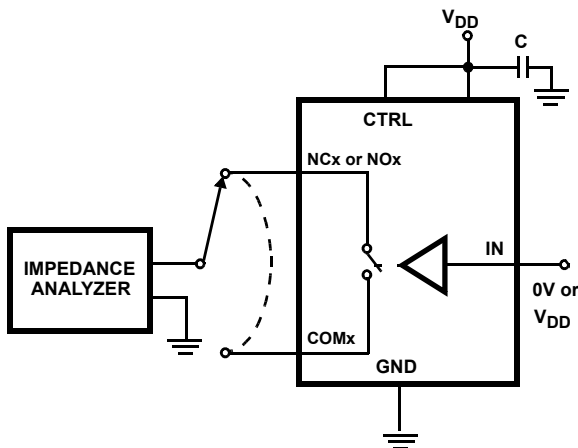 VDD
C
CTRL
NCx or NOx
IMPEDANCE
ANALYZER
IN
0V or
VDD
COMx
GND